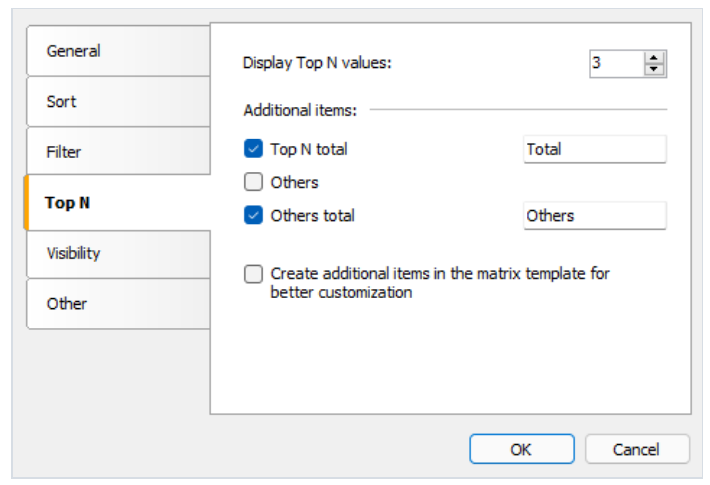 General
Sort
Filter
Top N
Visibility
Other
Display Top N values: 3
Additional items:
Top N total Total
Others
Others total Others
Create additional items in the matrix template for
better customization
OK Cancel